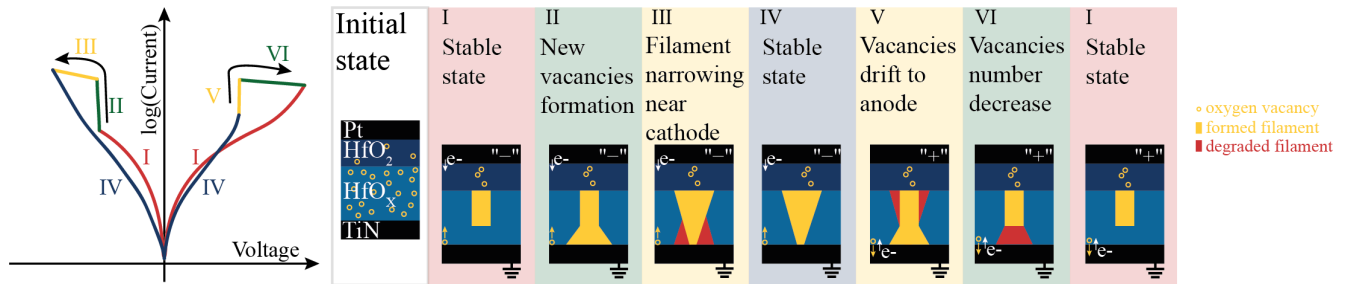 log(Current)
Voltage
III
II
I
IV
VI
V
I
IV
Initial
state
Pt
HfO₂
HfOₓ
TiN
I
Stable
state
e-
"−"
II
New
vacancies
formation
e-
"−"
III
Filament
narrowing
near
cathode
e-
"−"
IV
Stable
state
e-
"−"
V
Vacancies
drift to
anode
"+"
e-
VI
Vacancies
number
decrease
"+"
e-
I
Stable
state
"+"
e-
oxygen vacancy
formed filament
degraded filament